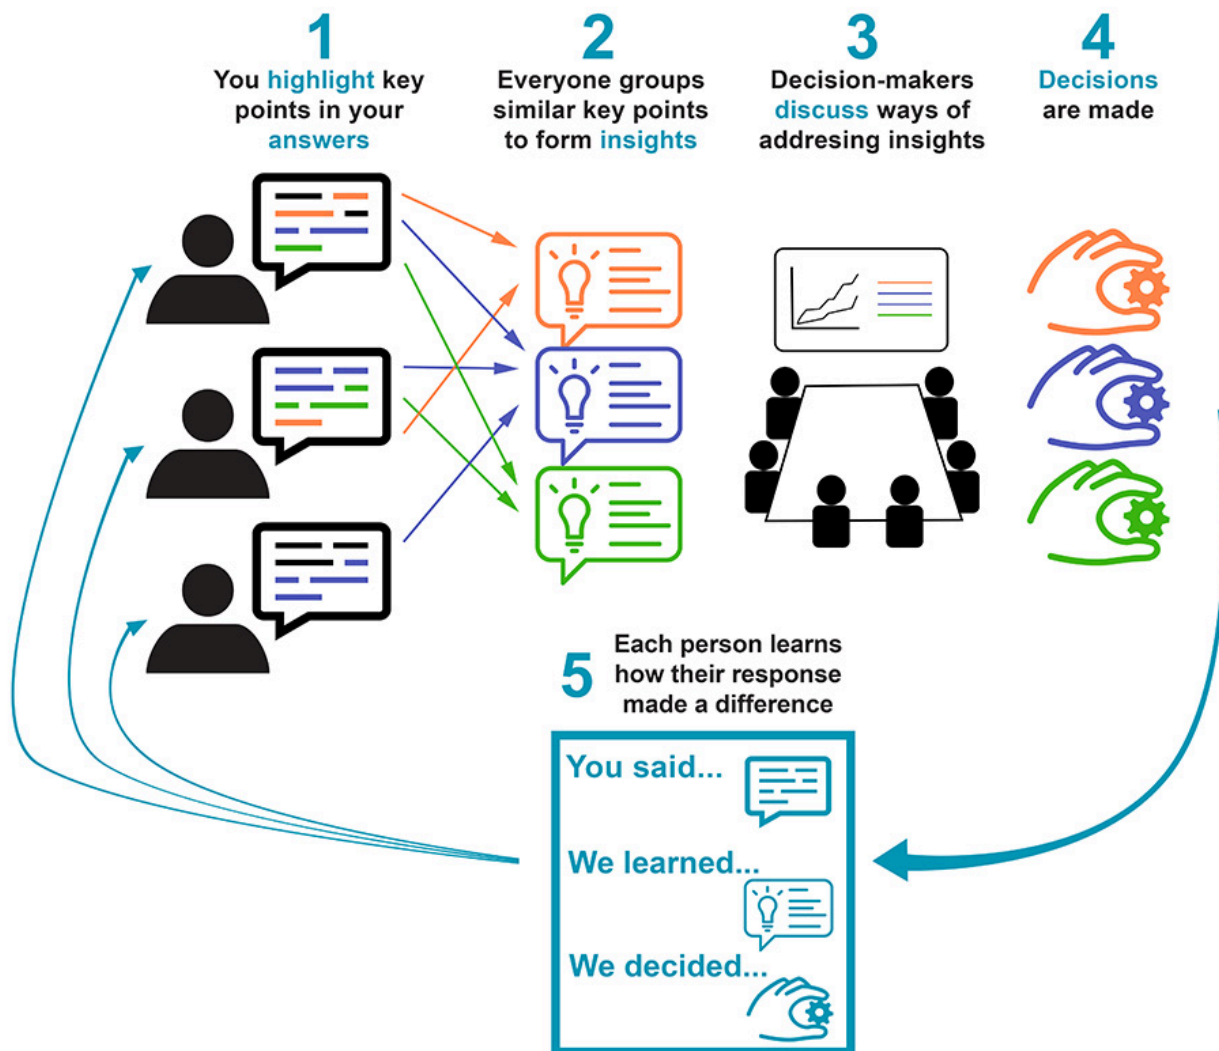 1
You highlight key
points in your
answers
2
Everyone groups
similar key points
to form insights
3
Decision-makers
discuss ways of
addresing insights
4
Decisions
are made
5
Each person learns
how their response
made a difference
You said...
We learned...
We decided...